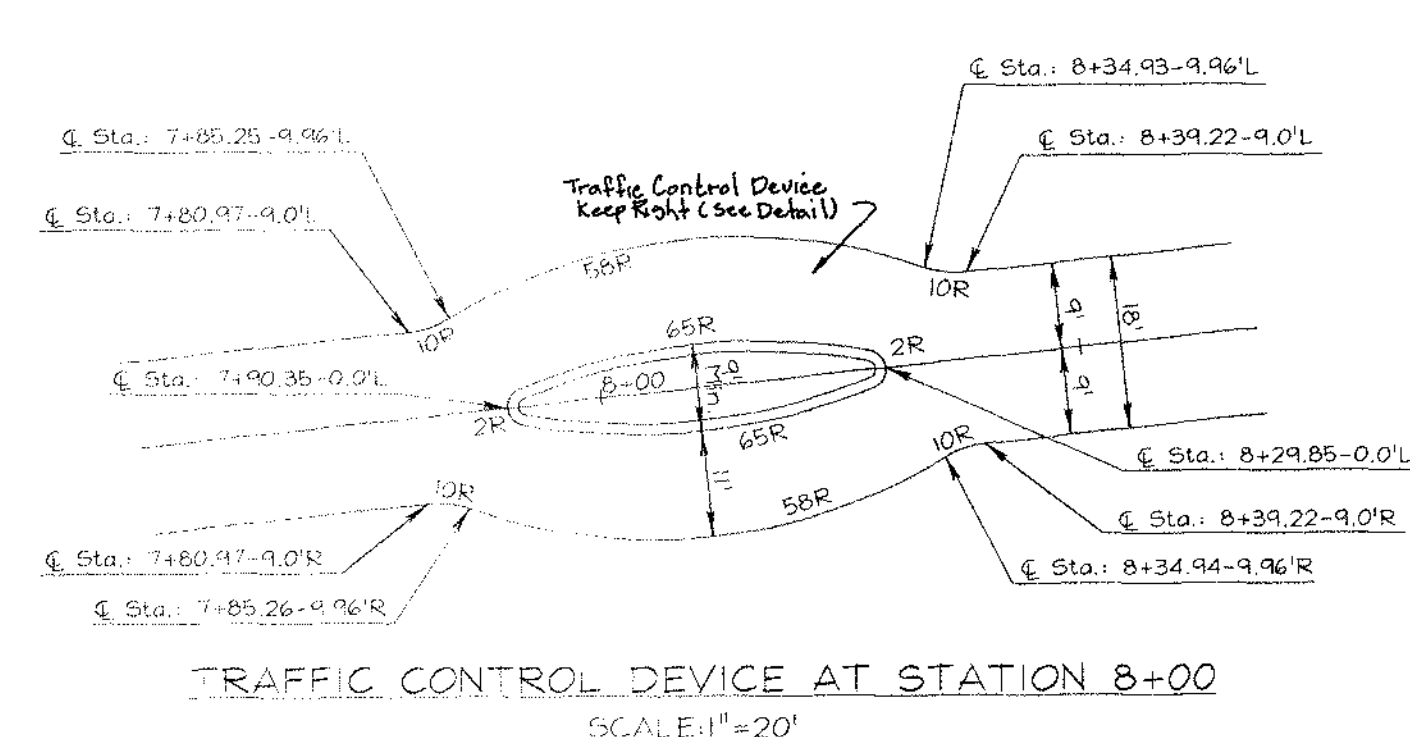 ℄ Sta.: 8+34.93-9.96'L
℄ Sta.: 7+85.25-9.96'L
℄ Sta.: 8+39.22-9.0'L
Traffic Control Device
Keep Right (See Detail)
℄ Sta.: 7+80.97-9.0'L
58R
10R
10R
65R
2R
9'
18'
℄ Sta.: 7+90.35-0.0'L
8+00
9'
2R
65R
10R
℄ Sta.: 8+29.85-0.0'L
11'
10R
58R
℄ Sta.: 8+39.22-9.0'R
℄ Sta.: 7+80.97-9.0'R
℄ Sta.: 8+34.94-9.96'R
℄ Sta.: 7+85.26-9.96'R
TRAFFIC CONTROL DEVICE AT STATION 8+00
SCALE:1"=20'